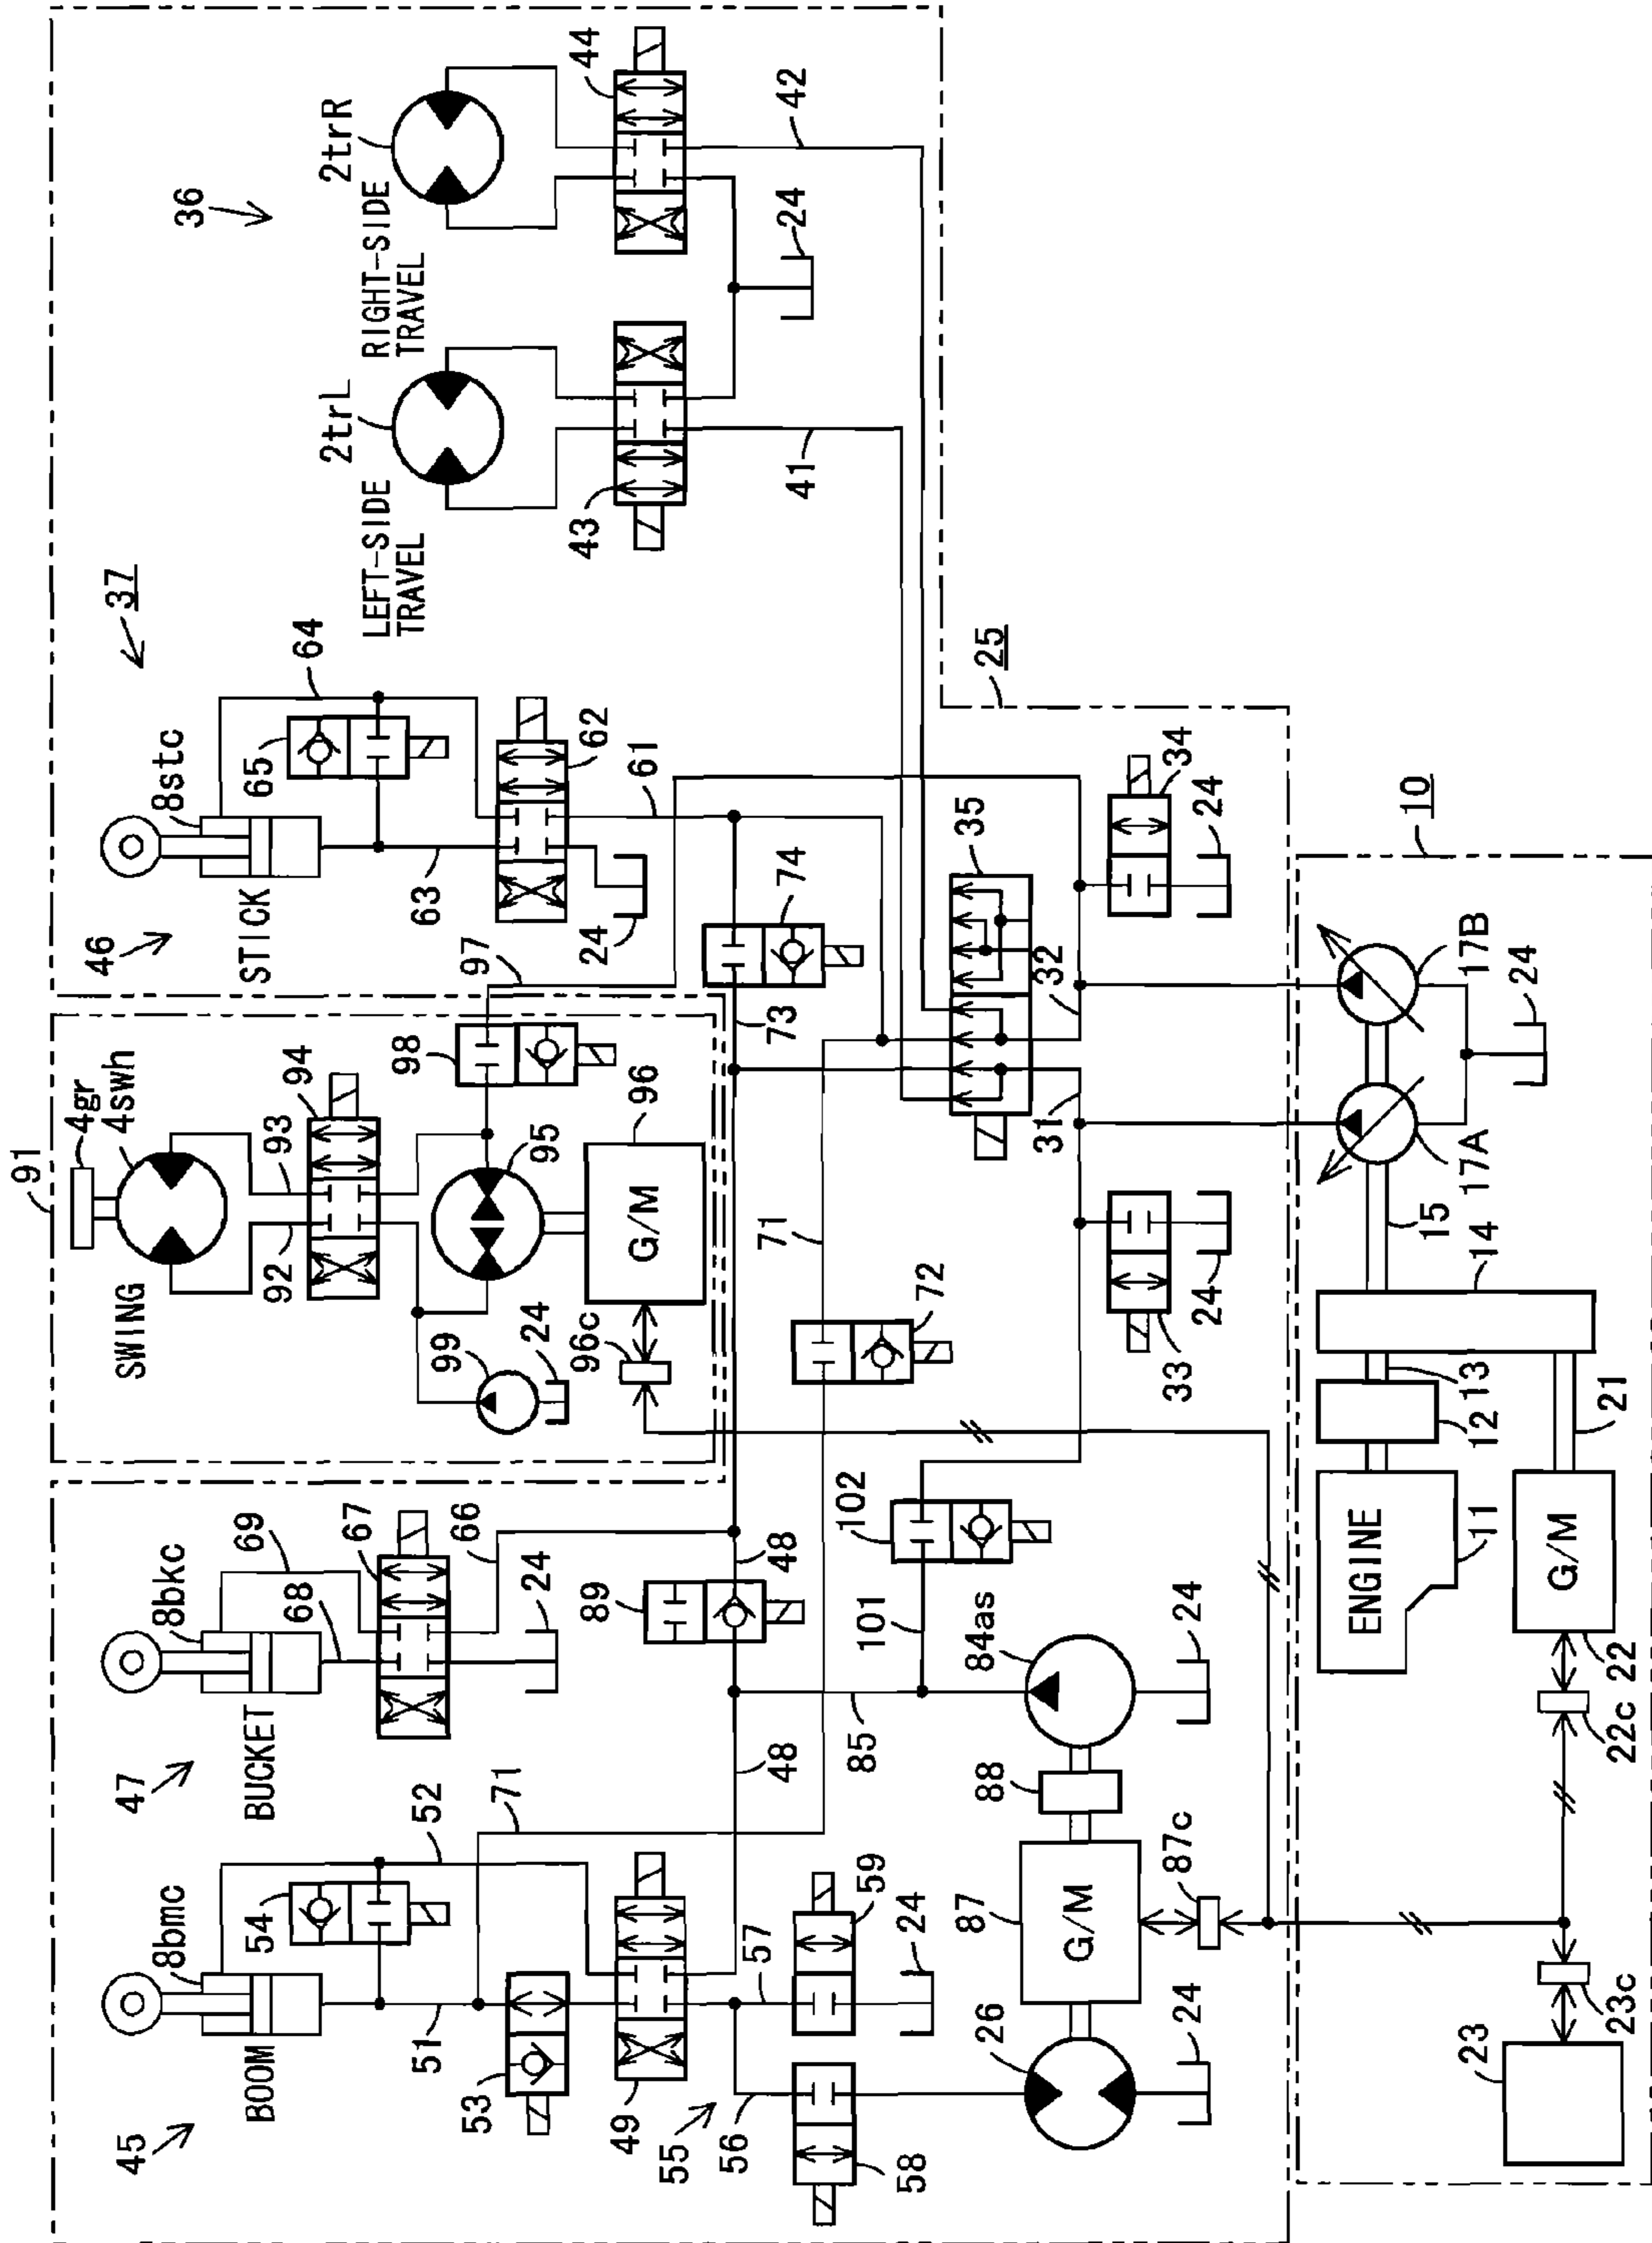 91
4gr
4swh
SWING
93
94
92
98
97
95
99
24
96c
G/M
96
46
8stc
STICK
65
64
63
62
61
24
37
36
2trL
LEFT-SIDE
TRAVEL
2trR
RIGHT-SIDE
TRAVEL
43
44
41
42
24
45
8bmc
BOOM
54
52
51
53
49
55
56
57
58
59
24
47
8bkc
BUCKET
69
68
67
66
24
71
48
89
48
73
74
71
72
35
31
32
33
24
34
24
25
26
24
87
G/M
87c
88
84as
24
85
101
102
10
ENGINE
11
12
13
14
15
17A
17B
24
21
G/M
22
22c
23
23c